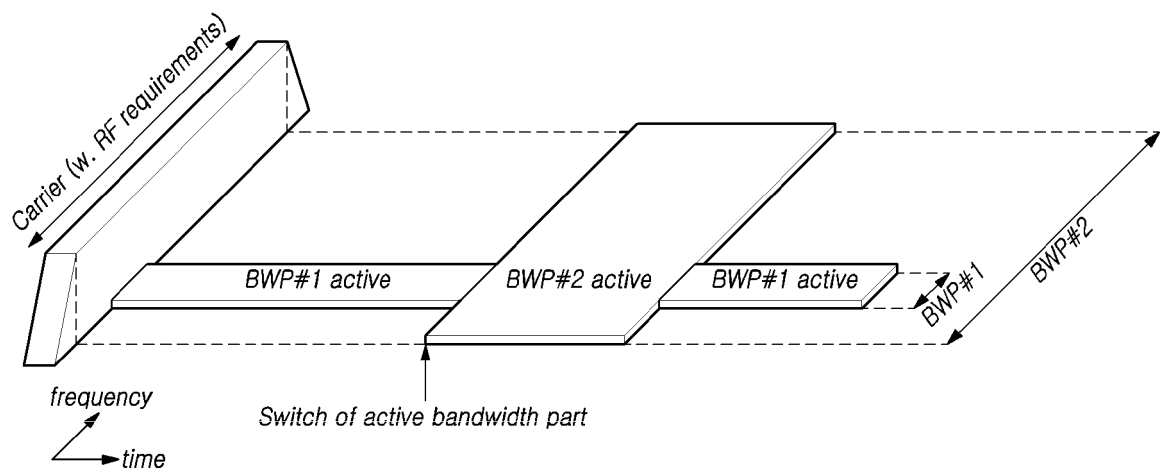 Carrier (w. RF requirements)
BWP#1 active
BWP#2 active
BWP#1 active
BWP#1
BWP#2
frequency
time
Switch of active bandwidth part